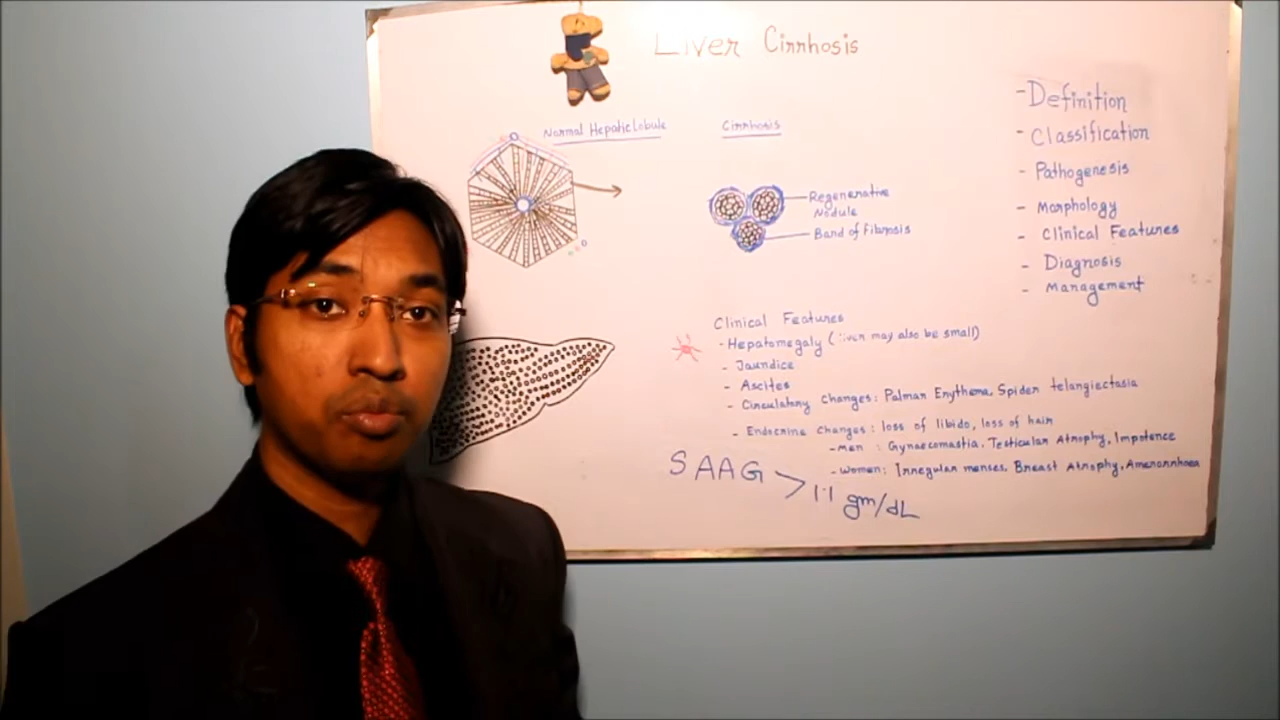 Liver Cirrhosis
Normal Hepatic Lobule
Cirrhosis
Regenerative
Nodule
Band of Fibrosis
- Definition
- Classification
- Pathogenesis
- Morphology
- Clinical Features
- Diagnosis
- Management
Clinical Features
- Hepatomegaly (liver may also be small)
- Jaundice
- Ascites
- Circulatory changes: Palmar Erythema, Spider telangiectasia
- Endocrine changes: loss of libido, loss of hair
- Men : Gynaecomastia, Testicular Atrophy, Impotence
- Women: Irregular menses, Breast Atrophy, Amenorrhoea
SAAG > 1.1 gm/dL